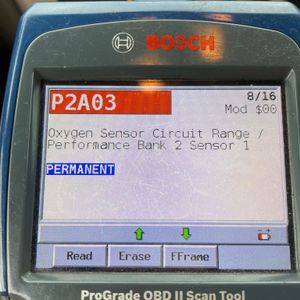 BOSCH
P2A03
8/16
Mod $00
Oxygen Sensor Circuit Range /
Performance Bank 2 Sensor 1
PERMANENT
Read
Erase
FFrame
ProGrade OBD II Scan Tool